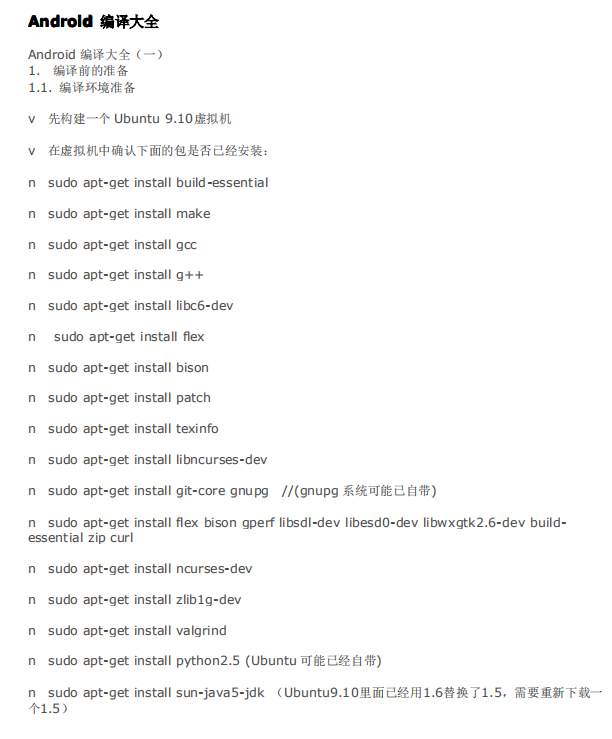 Android 编译大全
Android 编译大全（一）
1. 编译前的准备
1.1. 编译环境准备
v 先构建一个 Ubuntu 9.10虚拟机
v 在虚拟机中确认下面的包是否已经安装：
n sudo apt-get install build-essential
n sudo apt-get install make
n sudo apt-get install gcc
n sudo apt-get install g++
n sudo apt-get install libc6-dev
n sudo apt-get install flex
n sudo apt-get install bison
n sudo apt-get install patch
n sudo apt-get install texinfo
n sudo apt-get install libncurses-dev
n sudo apt-get install git-core gnupg //(gnupg 系统可能已自带)
n sudo apt-get install flex bison gperf libsdl-dev libesd0-dev libwxgtk2.6-dev build-
essential zip curl
n sudo apt-get install ncurses-dev
n sudo apt-get install zlib1g-dev
n sudo apt-get install valgrind
n sudo apt-get install python2.5 (Ubuntu 可能已经自带)
n sudo apt-get install sun-java5-jdk （Ubuntu9.10里面已经用1.6替换了1.5，需要重新下载一
个1.5）